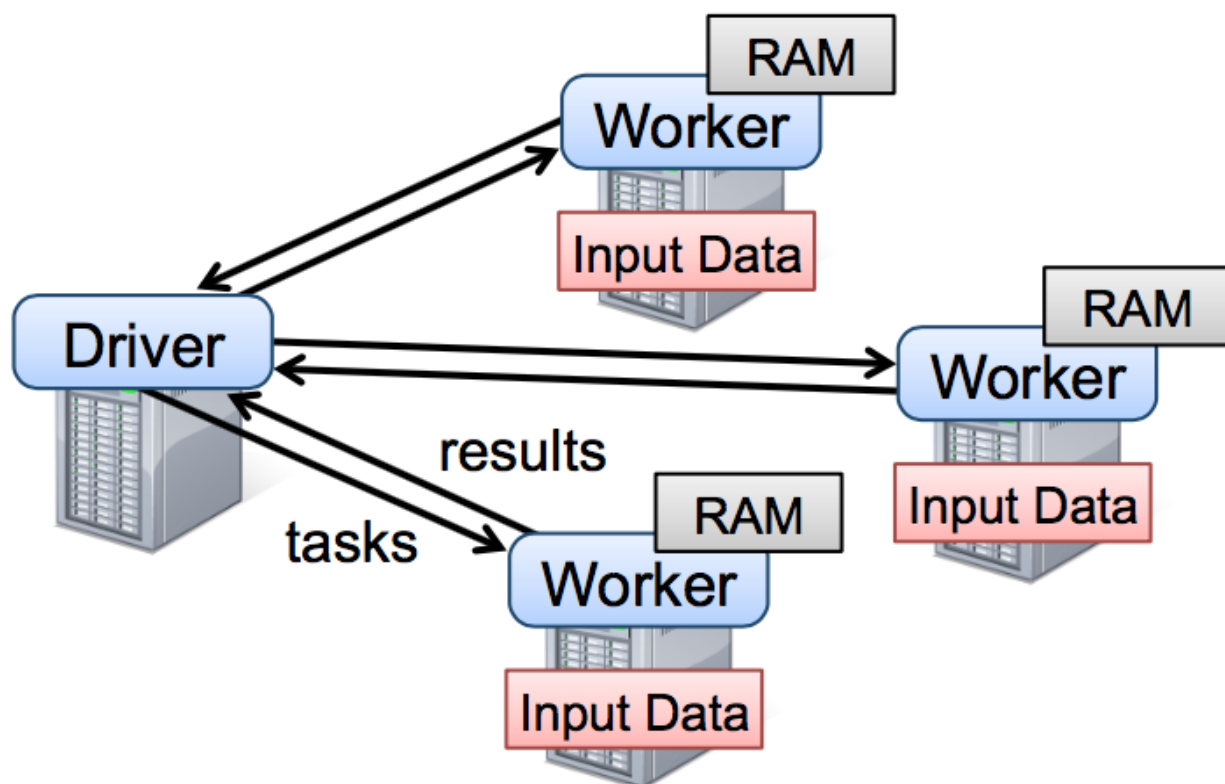 RAM
Worker
Input Data
RAM
Driver
Worker
results
Input Data
RAM
tasks
Worker
Input Data